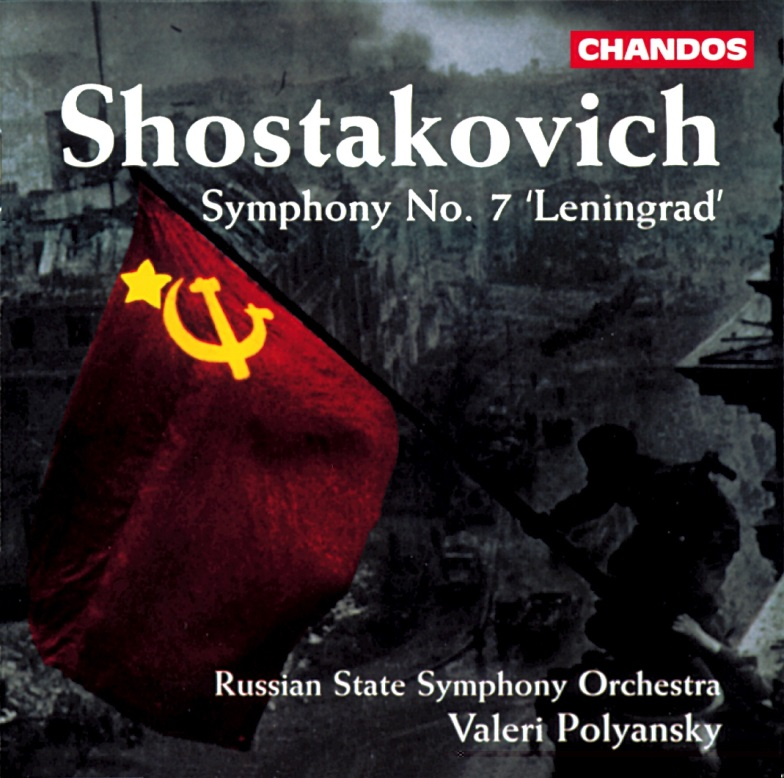 CHANDOS
Shostakovich
Symphony No. 7 'Leningrad'
Russian State Symphony Orchestra
Valeri Polyansky